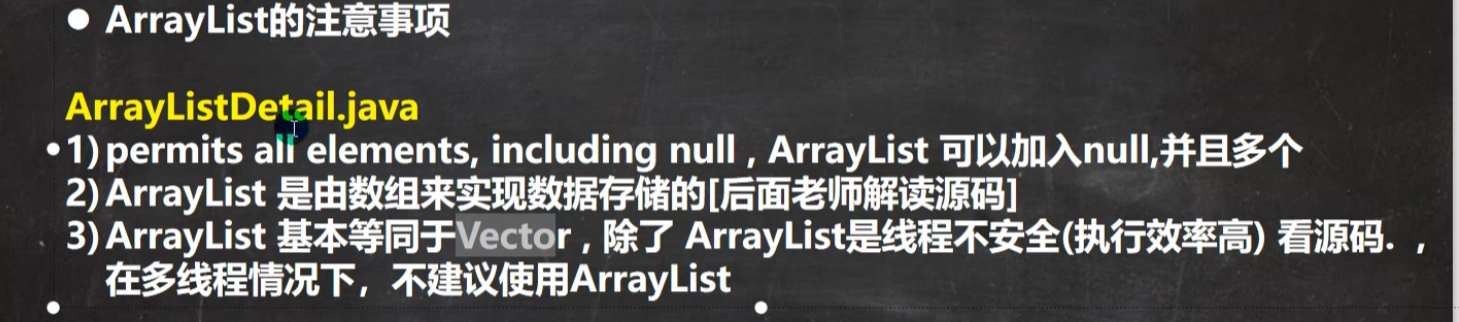 ● ArrayList的注意事项
ArrayListDetail.java
1) permits all elements, including null , ArrayList 可以加入null,并且多个
2) ArrayList 是由数组来实现数据存储的[后面老师解读源码]
3) ArrayList 基本等同于Vector , 除了 ArrayList是线程不安全(执行效率高) 看源码. ,
在多线程情况下，不建议使用ArrayList